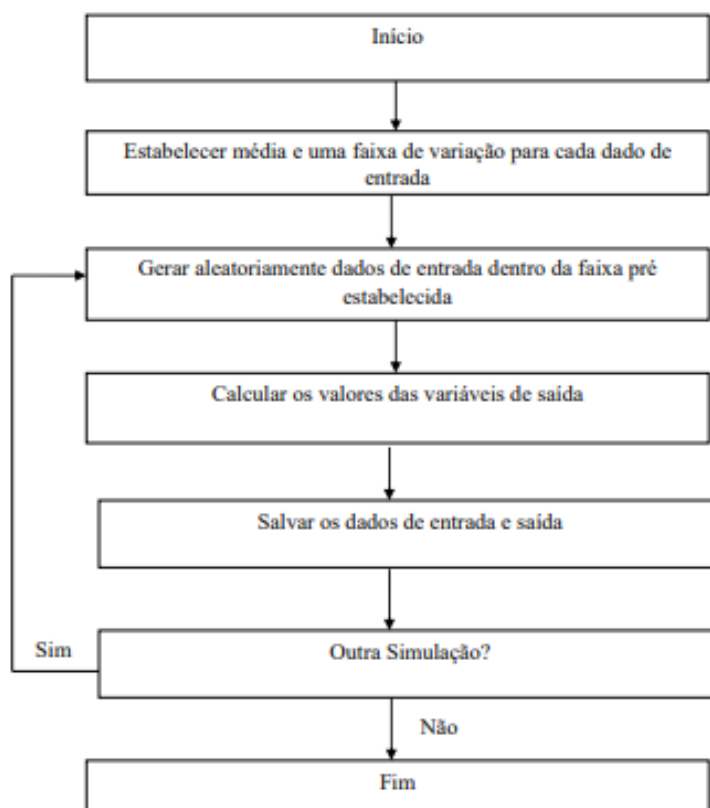 Início
Estabelecer média e uma faixa de variação para cada dado de
entrada
Gerar aleatoriamente dados de entrada dentro da faixa pré
estabelecida
Calcular os valores das variáveis de saída
Salvar os dados de entrada e saída
Sim
Outra Simulação?
Não
Fim